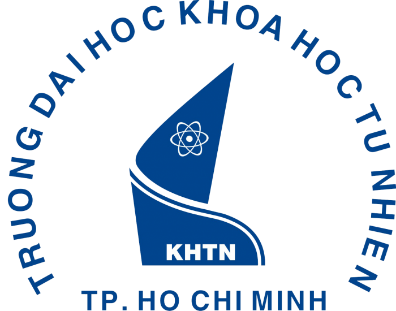 TRUONG DAI HOC KHOA HOC TU NHIEN
KHTN
TP. HO CHI MINH